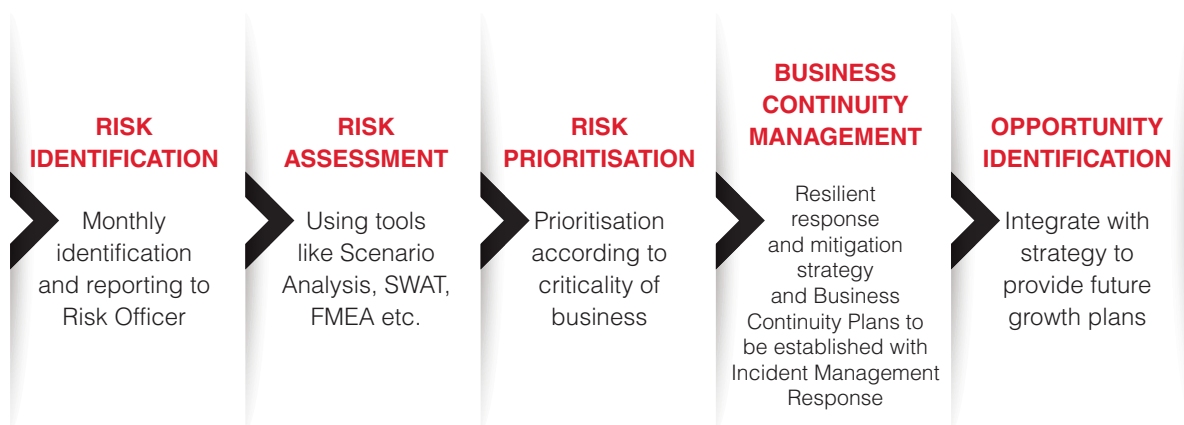 RISK
IDENTIFICATION
Monthly
identification
and reporting to
Risk Officer
RISK
ASSESSMENT
Using tools
like Scenario
Analysis, SWAT,
FMEA etc.
RISK
PRIORITISATION
Prioritisation
according to
criticality of
business
BUSINESS
CONTINUITY
MANAGEMENT
Resilient
response
and mitigation
strategy
and Business
Continuity Plans to
be established with
Incident Management
Response
OPPORTUNITY
IDENTIFICATION
Integrate with
strategy to
provide future
growth plans